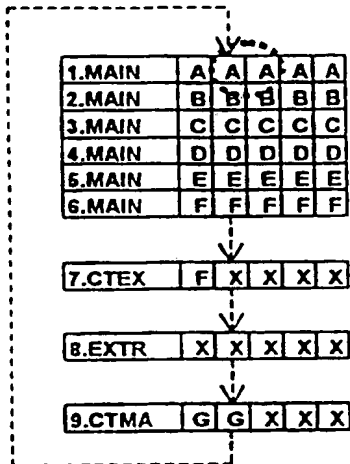 1.MAIN A A A A A
2.MAIN B B B B B
3.MAIN C C C C C
4.MAIN D D D D D
5.MAIN E E E E E
6.MAIN F F F F F
7.CTEX F X X X X
8.EXTR X X X X X
9.CTMA G G X X X